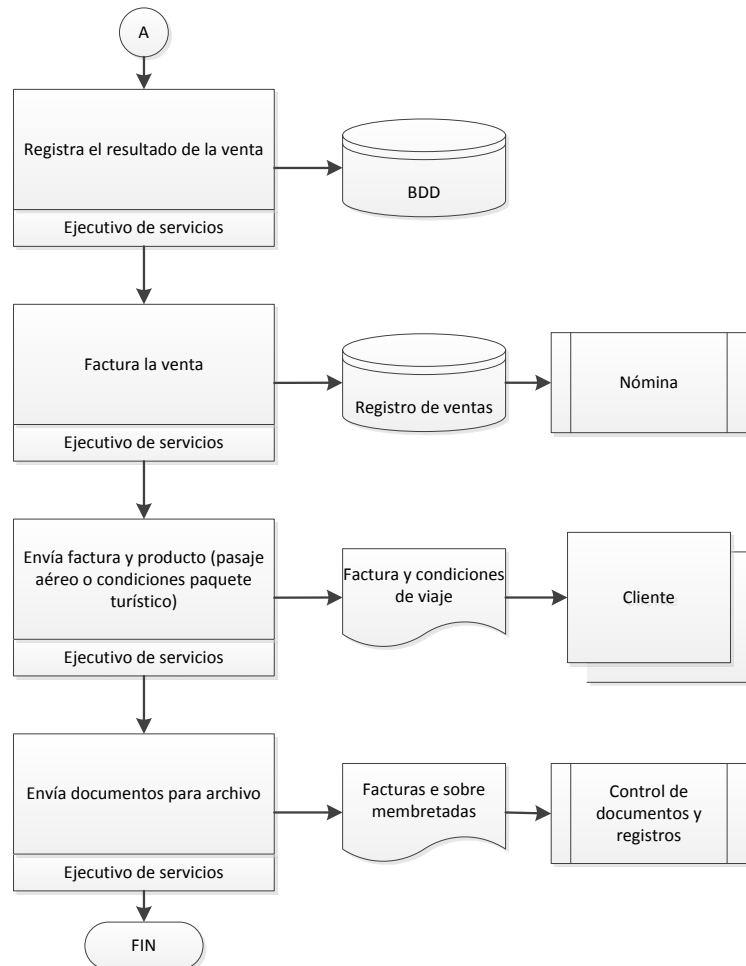 A
Registra el resultado de la venta
Ejecutivo de servicios
BDD
Factura la venta
Ejecutivo de servicios
Registro de ventas
Nómina
Envía factura y producto (pasaje
aéreo o condiciones paquete
turístico)
Ejecutivo de servicios
Factura y condiciones
de viaje
Cliente
Envía documentos para archivo
Ejecutivo de servicios
Facturas e sobre
membretadas
Control de
documentos y
registros
FIN